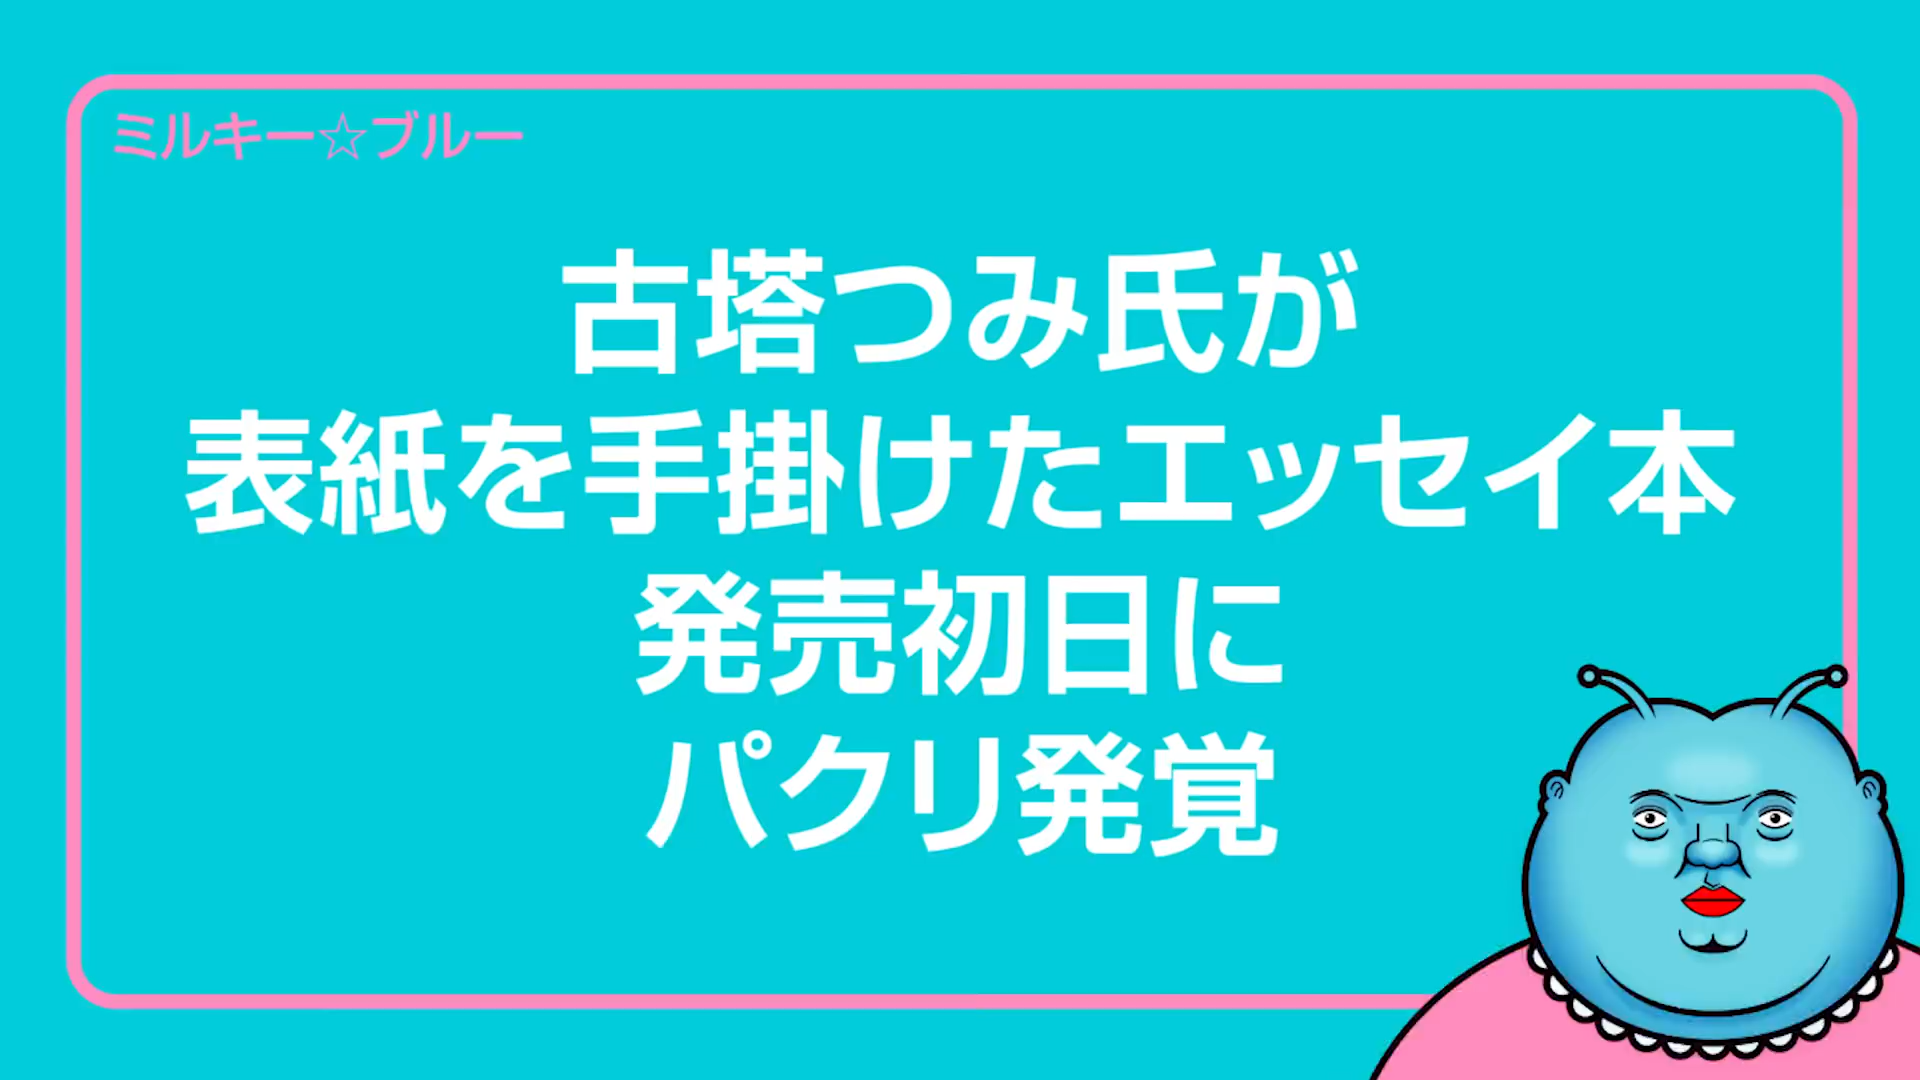 ミルキー☆ブルー
古塔つみ氏が
表紙を手掛けたエッセイ本
発売初日に
パクリ発覚